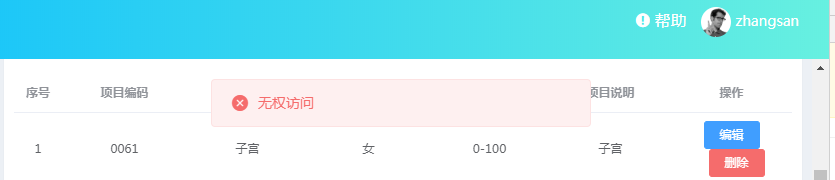 帮助 zhangsan
序号 项目编码 项目说明 操作
无权访问
1 0061 子宫 女 0-100 子宫 编辑
删除